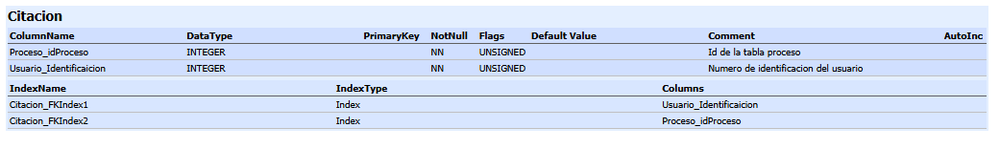 Citacion
ColumnName DataType PrimaryKey NotNull Flags Default Value Comment AutoInc
Proceso_idProceso INTEGER NN UNSIGNED Id de la tabla proceso
Usuario_Identificaicion INTEGER NN UNSIGNED Numero de identificacion del usuario
IndexName IndexType Columns
Citacion_FKIndex1 Index Usuario_Identificaicion
Citacion_FKIndex2 Index Proceso_idProceso